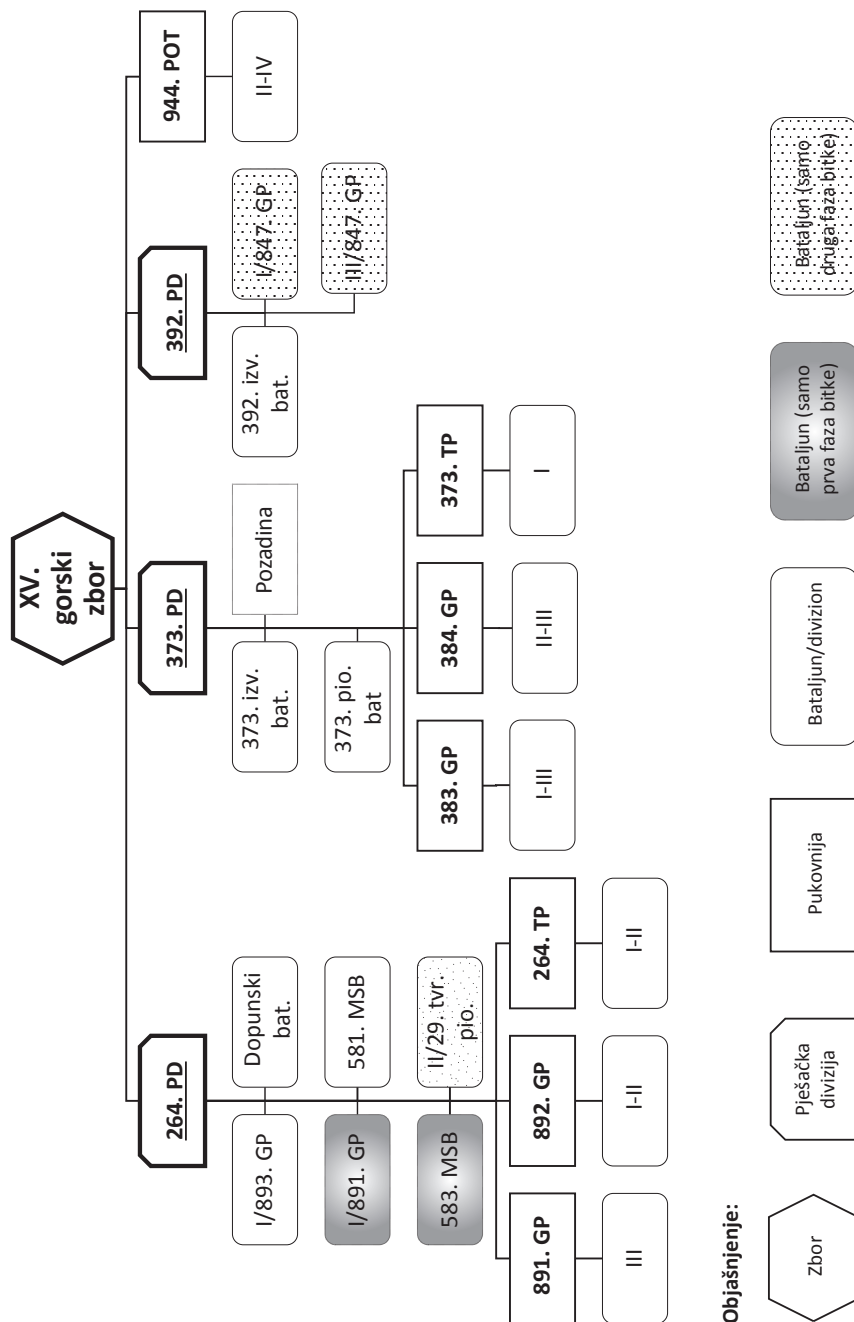 XV.
gorski
zbor
264. PD
373. PD
392. PD
944. POT
I/893. GP
Dopunski
bat.
373. izv.
bat.
Pozadina
392. izv.
bat.
I/847. GP
II-IV
I/891. GP
581. MSB
373. pio.
bat
III/847. GP
583. MSB
II/29. tvr.
pio.
383. GP
384. GP
373. TP
I-III
II-III
I
891. GP
892. GP
264. TP
III
I-II
I-II
Objašnjenje:
Zbor
Pješačka
divizija
Pukovnija
Bataljun/divizion
Bataljun (samo
prva faza bitke)
Bataljun (samo
druga faza bitke)